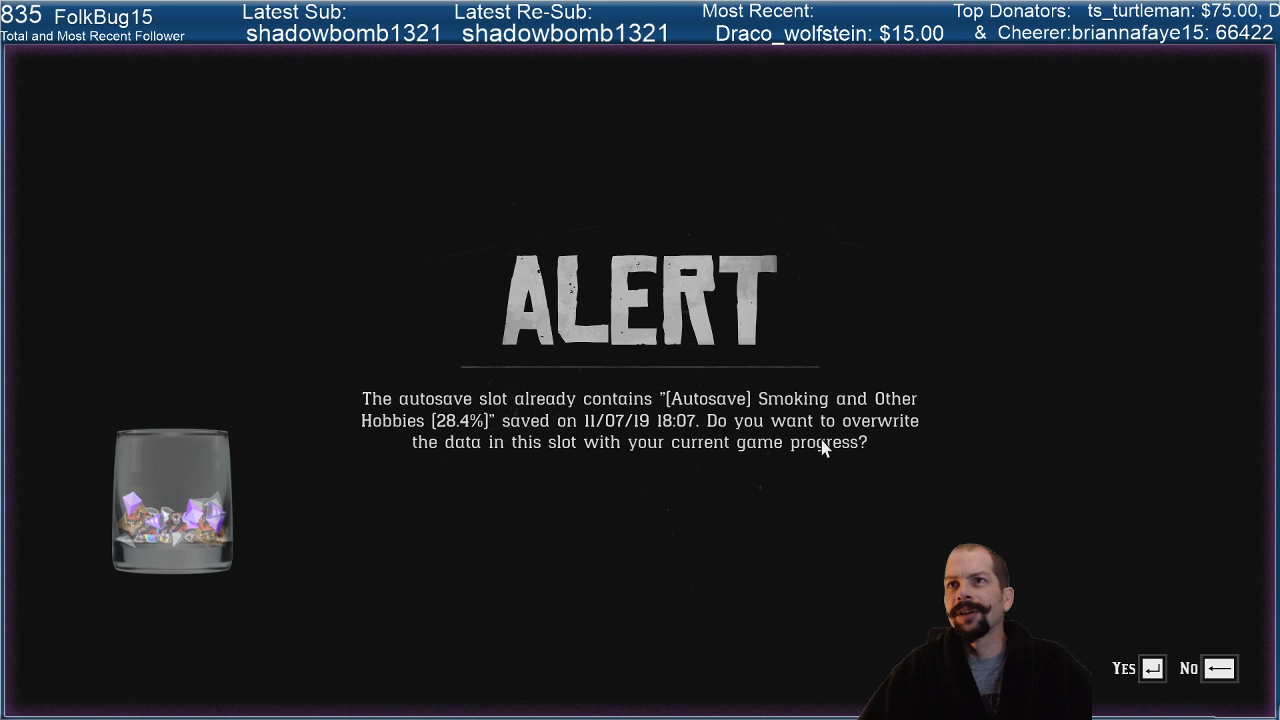 835 FolkBug15
Total and Most Recent Follower
Latest Sub:
shadowbomb1321
Latest Re-Sub:
shadowbomb1321
Most Recent:
Draco_wolfstein: $15.00
Top Donators: ts_turtleman: $75.00, D
& Cheerer:briannafaye15: 66422
ALERT
The autosave slot already contains "[Autosave] Smoking and Other
Hobbies [28.4%]" saved on 11/07/19 18:07. Do you want to overwrite
the data in this slot with your current game progress?
Yes No